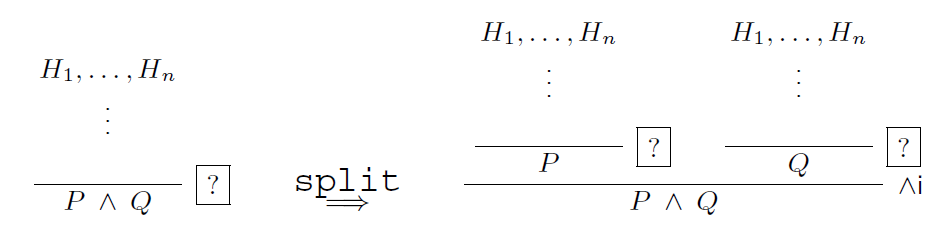 H₁, …, Hₙ
⋮
?
P ∧ Q
split
⟹
H₁, …, Hₙ
⋮
?
P
H₁, …, Hₙ
⋮
?
Q
∧i
P ∧ Q